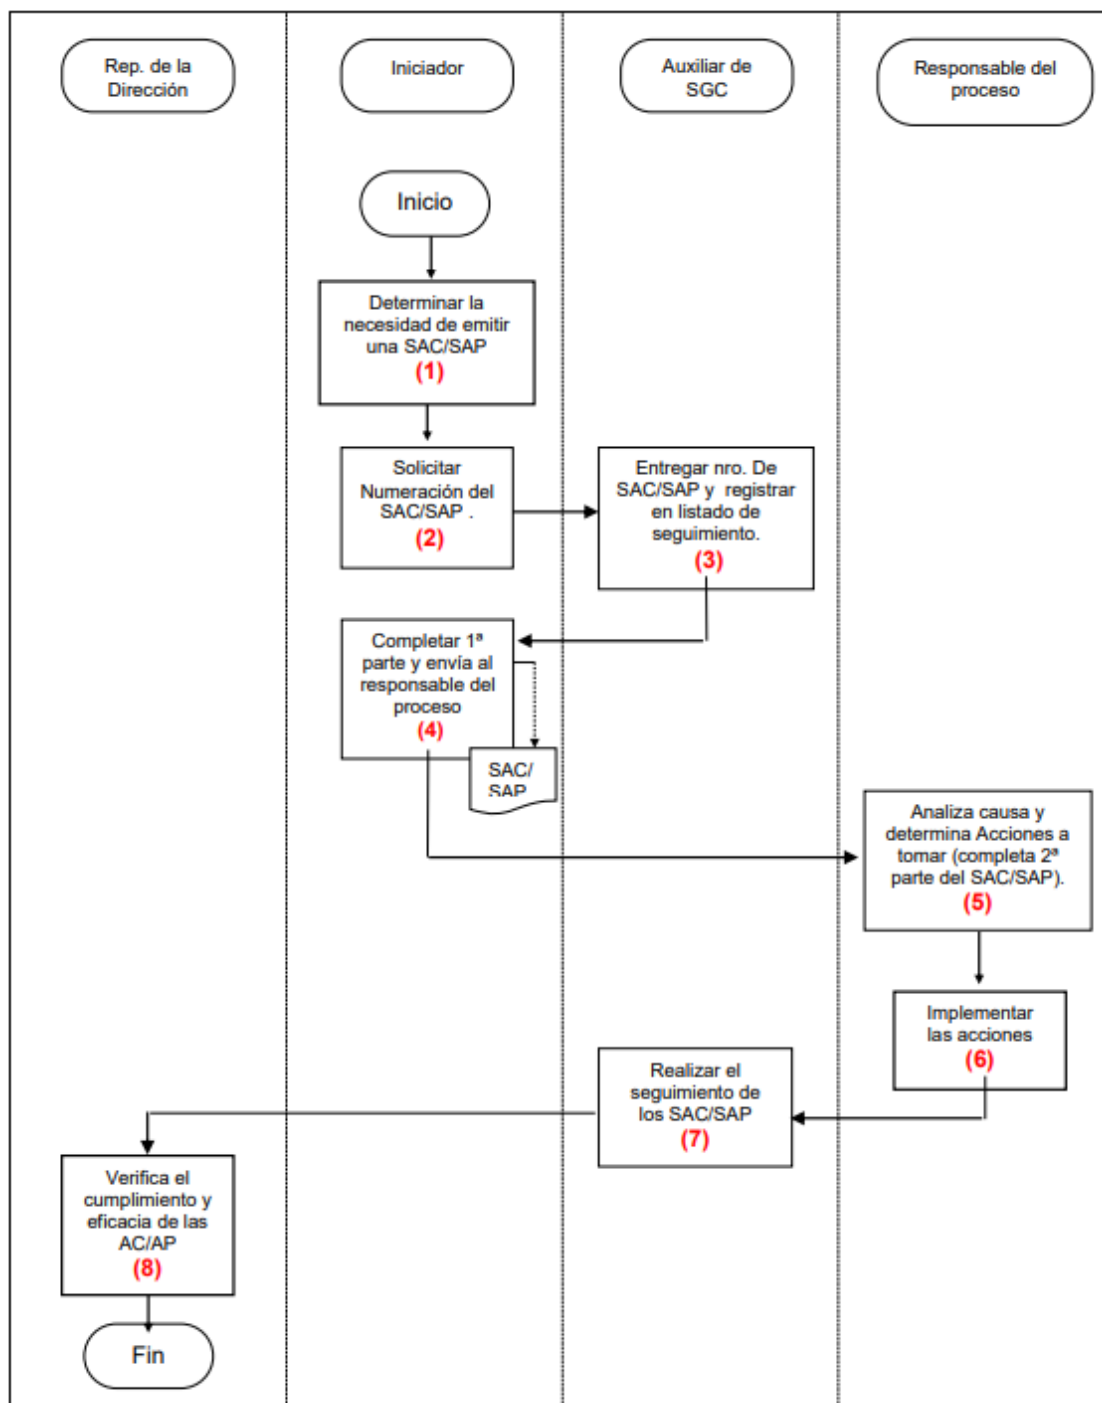 Rep. de la
Dirección
Iniciador
Auxiliar de
SGC
Responsable del
proceso
Inicio
Determinar la
necesidad de emitir
una SAC/SAP
(1)
Solicitar
Numeración del
SAC/SAP .
(2)
Entregar nro. De
SAC/SAP y registrar
en listado de
seguimiento.
(3)
Completar 1ª
parte y envía al
responsable del
proceso
(4)
SAC/
SAP
Analiza causa y
determina Acciones a
tomar (completa 2ª
parte del SAC/SAP).
(5)
Implementar
las acciones
(6)
Realizar el
seguimiento de
los SAC/SAP
(7)
Verifica el
cumplimiento y
eficacia de las
AC/AP
(8)
Fin